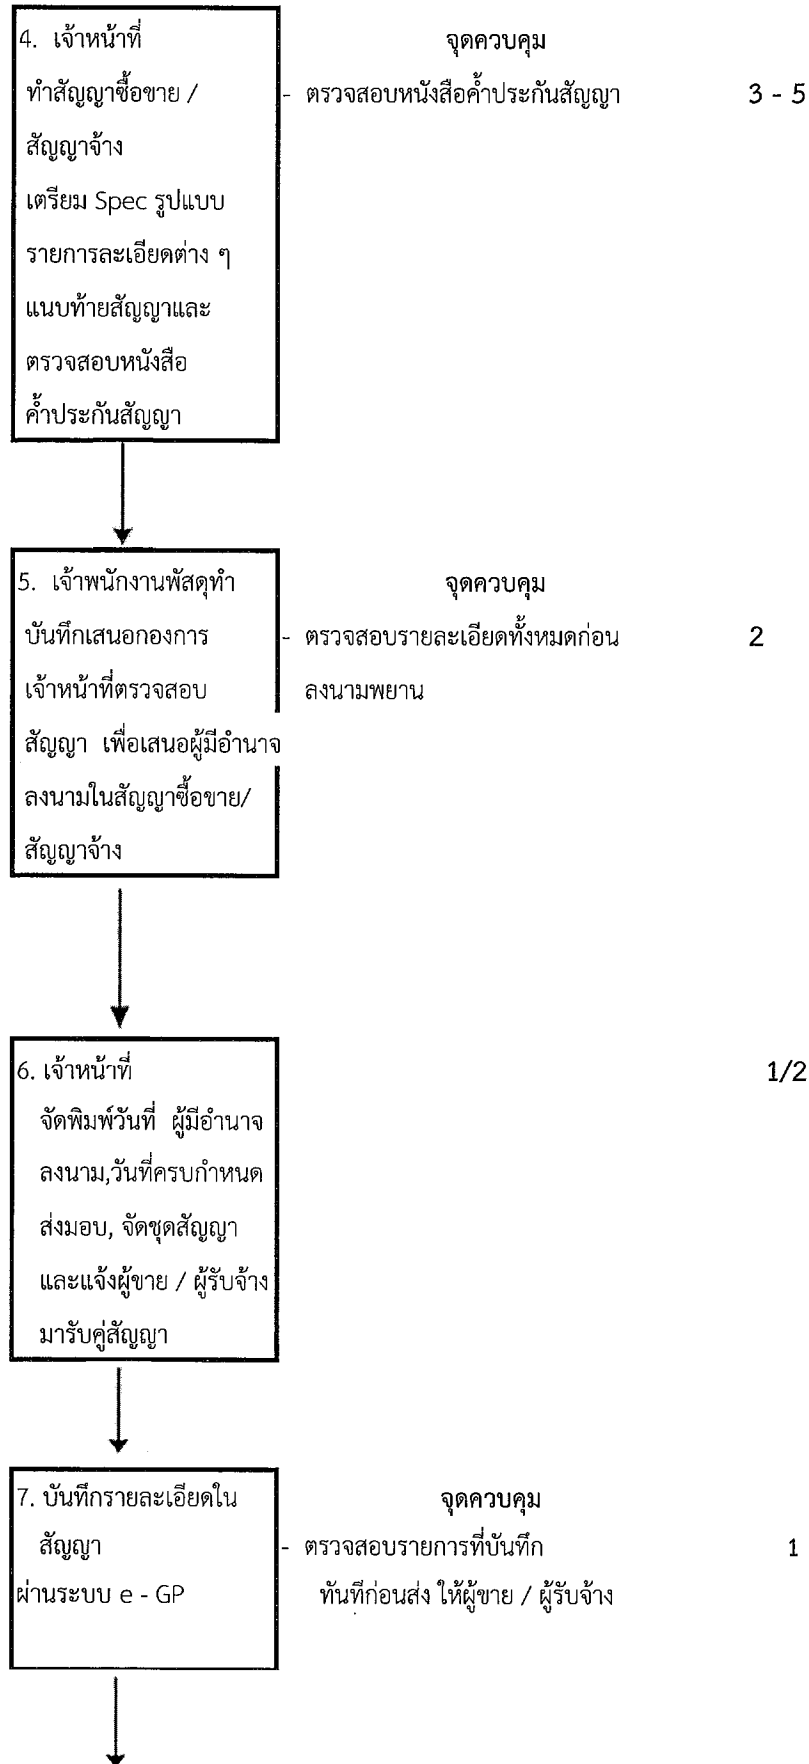 4. เจ้าหน้าที่
จุดควบคุม
ทำสัญญาซื้อขาย /
- ตรวจสอบหนังสือค้ำประกันสัญญา
3 - 5
สัญญาจ้าง
เตรียม Spec รูปแบบ
รายการละเอียดต่าง ๆ
แนบท้ายสัญญาและ
ตรวจสอบหนังสือ
ค้ำประกันสัญญา
5. เจ้าพนักงานพัสดุทำ
จุดควบคุม
บันทึกเสนอกองการ
- ตรวจสอบรายละเอียดทั้งหมดก่อน
2
เจ้าหน้าที่ตรวจสอบ
ลงนามพยาน
สัญญา เพื่อเสนอผู้มีอำนาจ
ลงนามในสัญญาซื้อขาย/
สัญญาจ้าง
6. เจ้าหน้าที่
1/2
จัดพิมพ์วันที่ ผู้มีอำนาจ
ลงนาม,วันที่ครบกำหนด
ส่งมอบ, จัดชุดสัญญา
และแจ้งผู้ขาย / ผู้รับจ้าง
มารับคู่สัญญา
7. บันทึกรายละเอียดใน
จุดควบคุม
สัญญา
- ตรวจสอบรายการที่บันทึก
1
ผ่านระบบ e - GP
ทันทีก่อนส่ง ให้ผู้ขาย / ผู้รับจ้าง